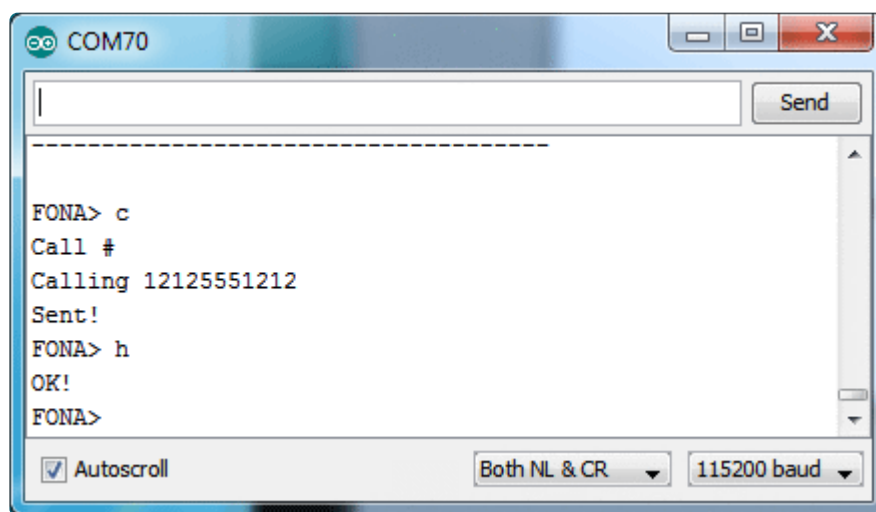 COM70
Send
--------------------------------------
FONA> c
Call #
Calling 12125551212
Sent!
FONA> h
OK!
FONA>
Autoscroll
Both NL & CR
115200 baud